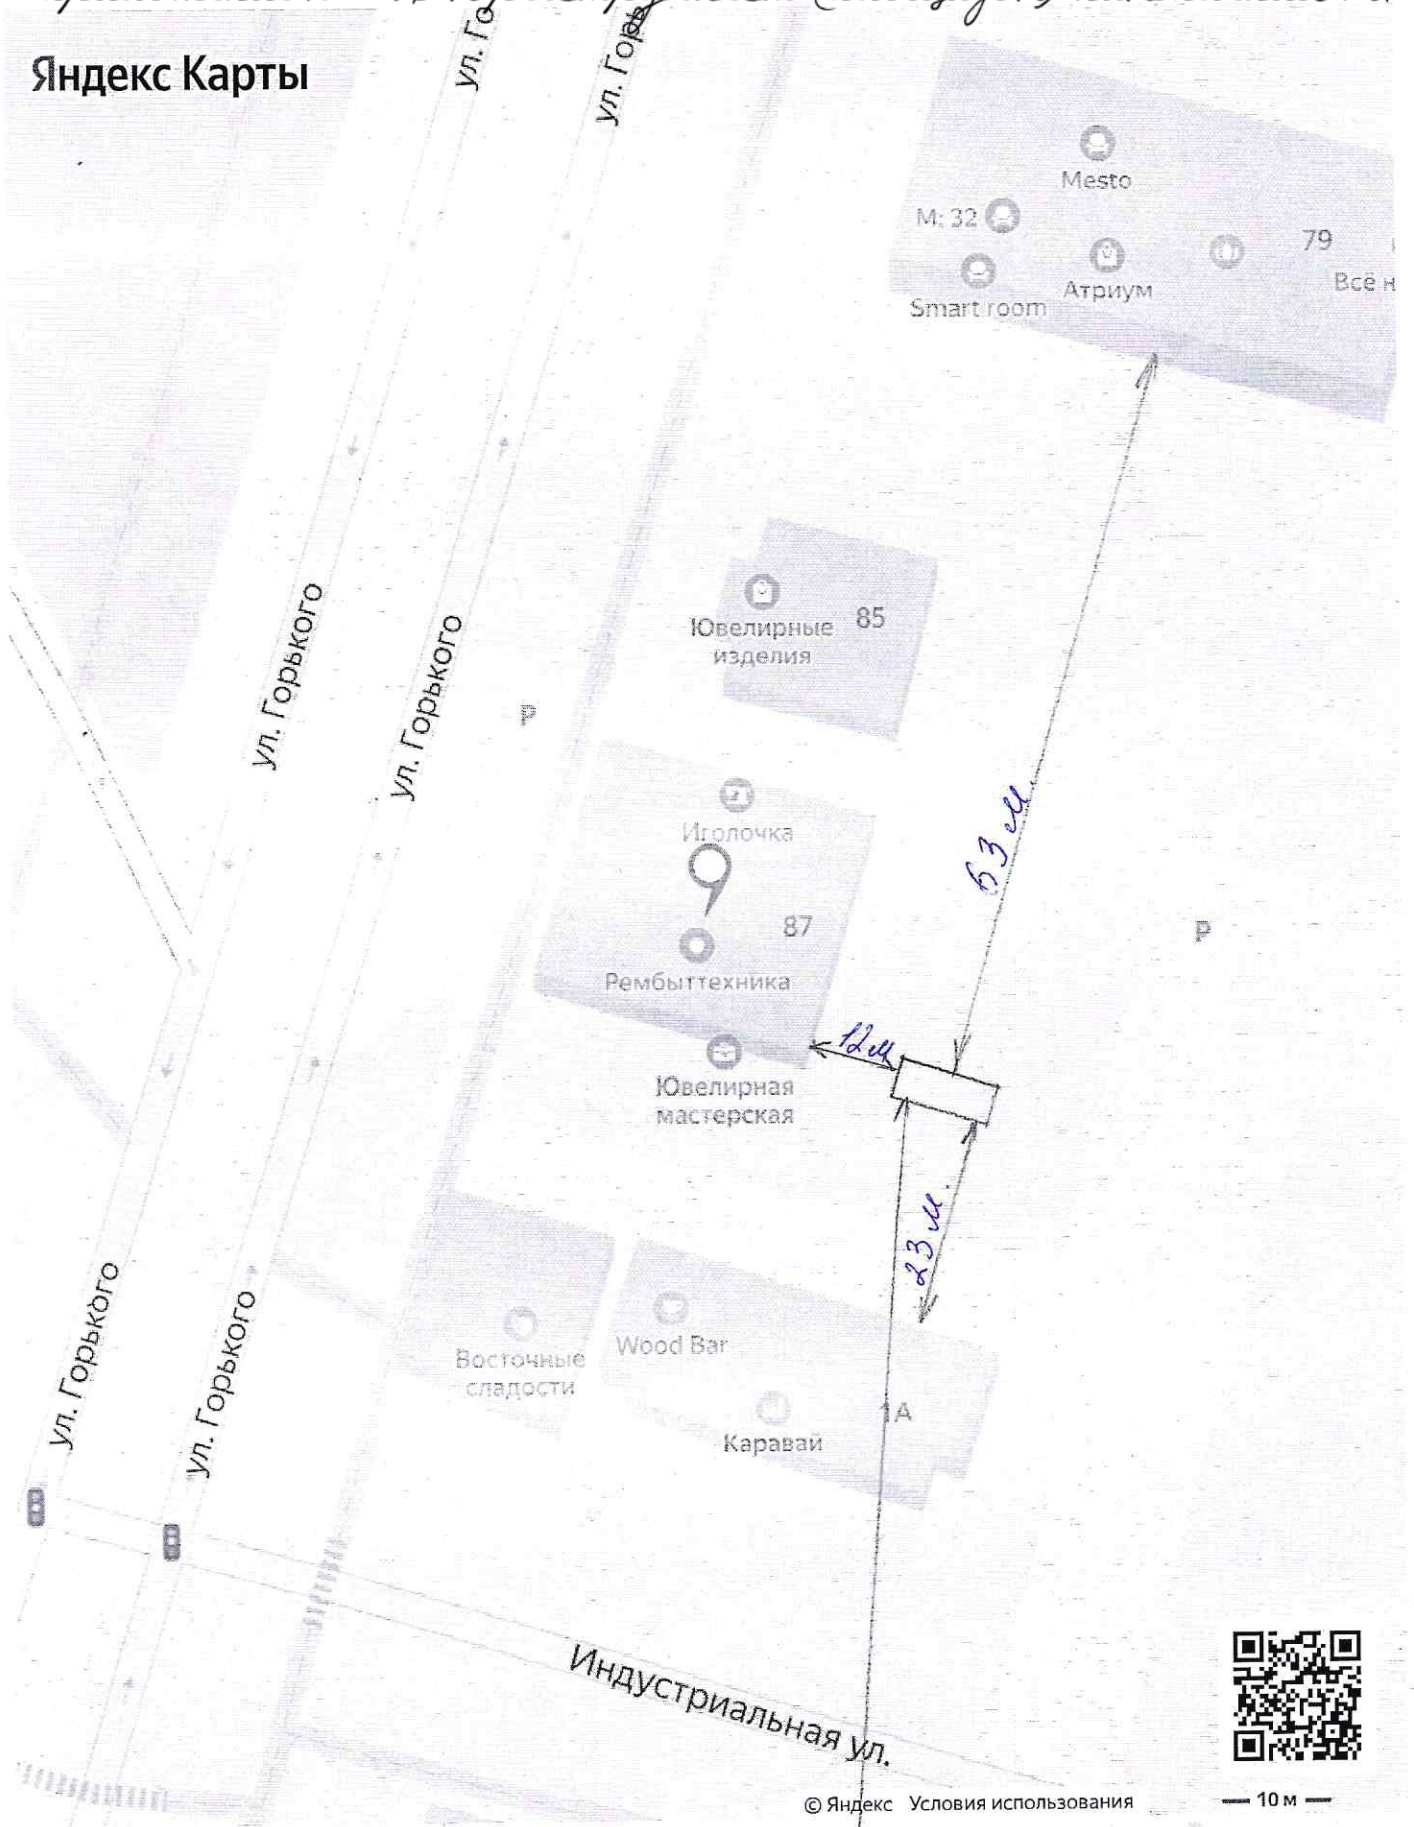 Яндекс Карты
ул. Го
ул. Горь
Mesto
М: 32
79
Всё н
Smart room
Атриум
ул. Горького
ул. Горького
Ювелирные
изделия
85
P
63 м.
Иголочка
87
P
Рембыттехника
12м
Ювелирная
мастерская
23 м.
ул. Горького
ул. Горького
Восточные
сладости
Wood Bar
1А
Каравай
Индустриальная ул.
© Яндекс Условия использования
10 м